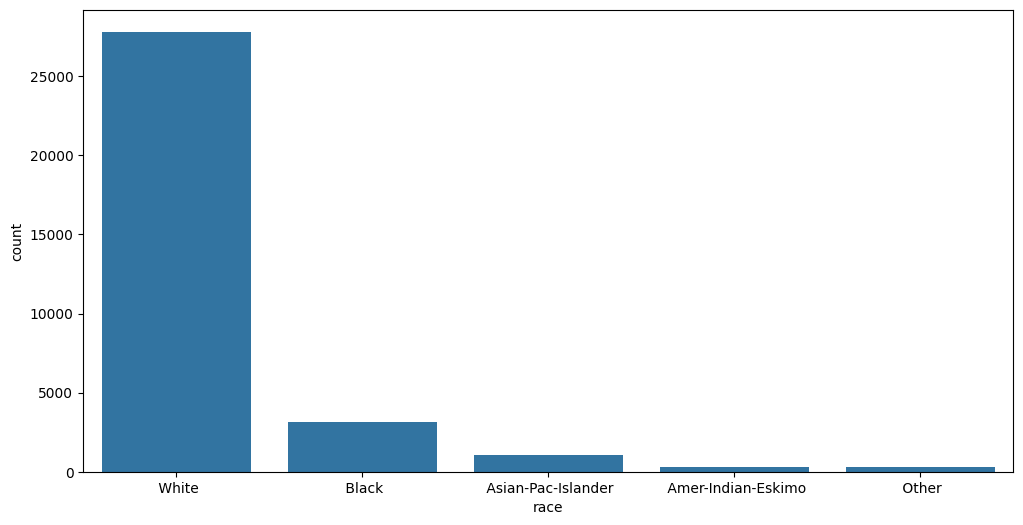 25000
20000
15000
10000
5000
0
count
White Black Asian-Pac-Islander Amer-Indian-Eskimo Other
race